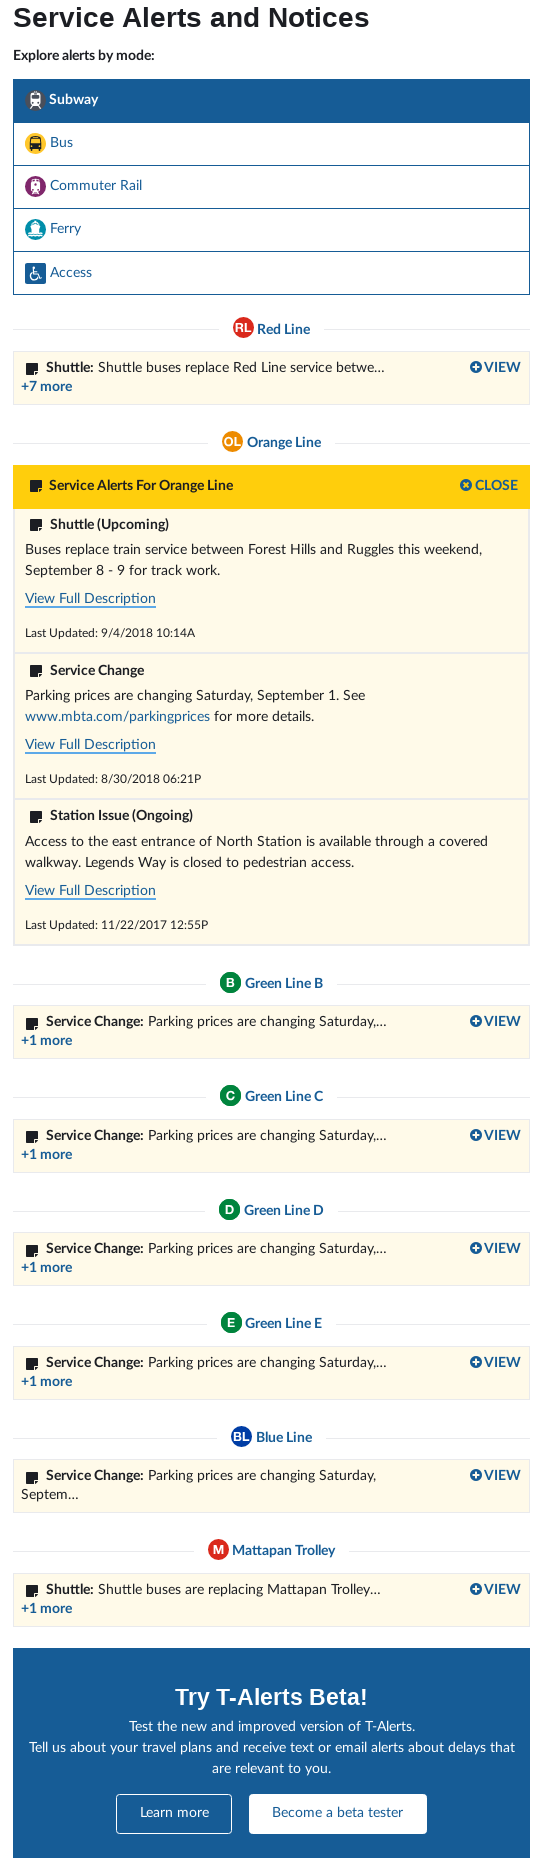 Service Alerts and Notices
Explore alerts by mode:
Subway
Bus
Commuter Rail
Ferry
Access
RL Red Line
Shuttle: Shuttle buses replace Red Line service betwe... VIEW
+7 more
OL Orange Line
Service Alerts For Orange Line CLOSE
Shuttle (Upcoming)
Buses replace train service between Forest Hills and Ruggles this weekend,
September 8 - 9 for track work.
View Full Description
Last Updated: 9/4/2018 10:14A
Service Change
Parking prices are changing Saturday, September 1. See
www.mbta.com/parkingprices for more details.
View Full Description
Last Updated: 8/30/2018 06:21P
Station Issue (Ongoing)
Access to the east entrance of North Station is available through a covered
walkway. Legends Way is closed to pedestrian access.
View Full Description
Last Updated: 11/22/2017 12:55P
B Green Line B
Service Change: Parking prices are changing Saturday,... VIEW
+1 more
C Green Line C
Service Change: Parking prices are changing Saturday,... VIEW
+1 more
D Green Line D
Service Change: Parking prices are changing Saturday,... VIEW
+1 more
E Green Line E
Service Change: Parking prices are changing Saturday,... VIEW
+1 more
BL Blue Line
Service Change: Parking prices are changing Saturday, VIEW
Septem...
M Mattapan Trolley
Shuttle: Shuttle buses are replacing Mattapan Trolley... VIEW
+1 more
Try T-Alerts Beta!
Test the new and improved version of T-Alerts.
Tell us about your travel plans and receive text or email alerts about delays that
are relevant to you.
Learn more Become a beta tester